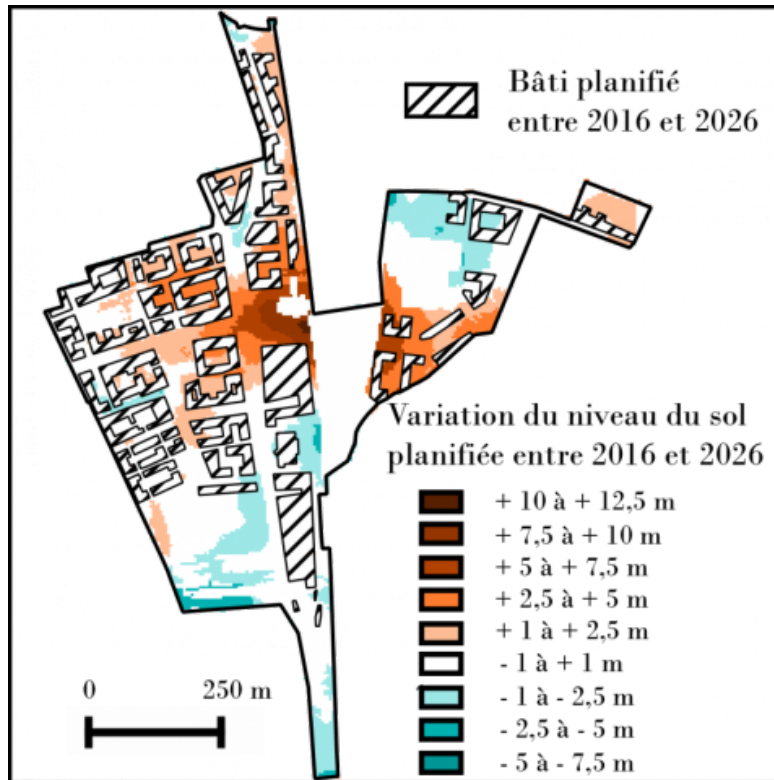 Bâti planifié
entre 2016 et 2026
Variation du niveau du sol
planifiée entre 2016 et 2026
+ 10 à + 12,5 m
+ 7,5 à + 10 m
+ 5 à + 7,5 m
+ 2,5 à + 5 m
+ 1 à + 2,5 m
- 1 à + 1 m
- 1 à - 2,5 m
- 2,5 à - 5 m
- 5 à - 7,5 m
0 250 m